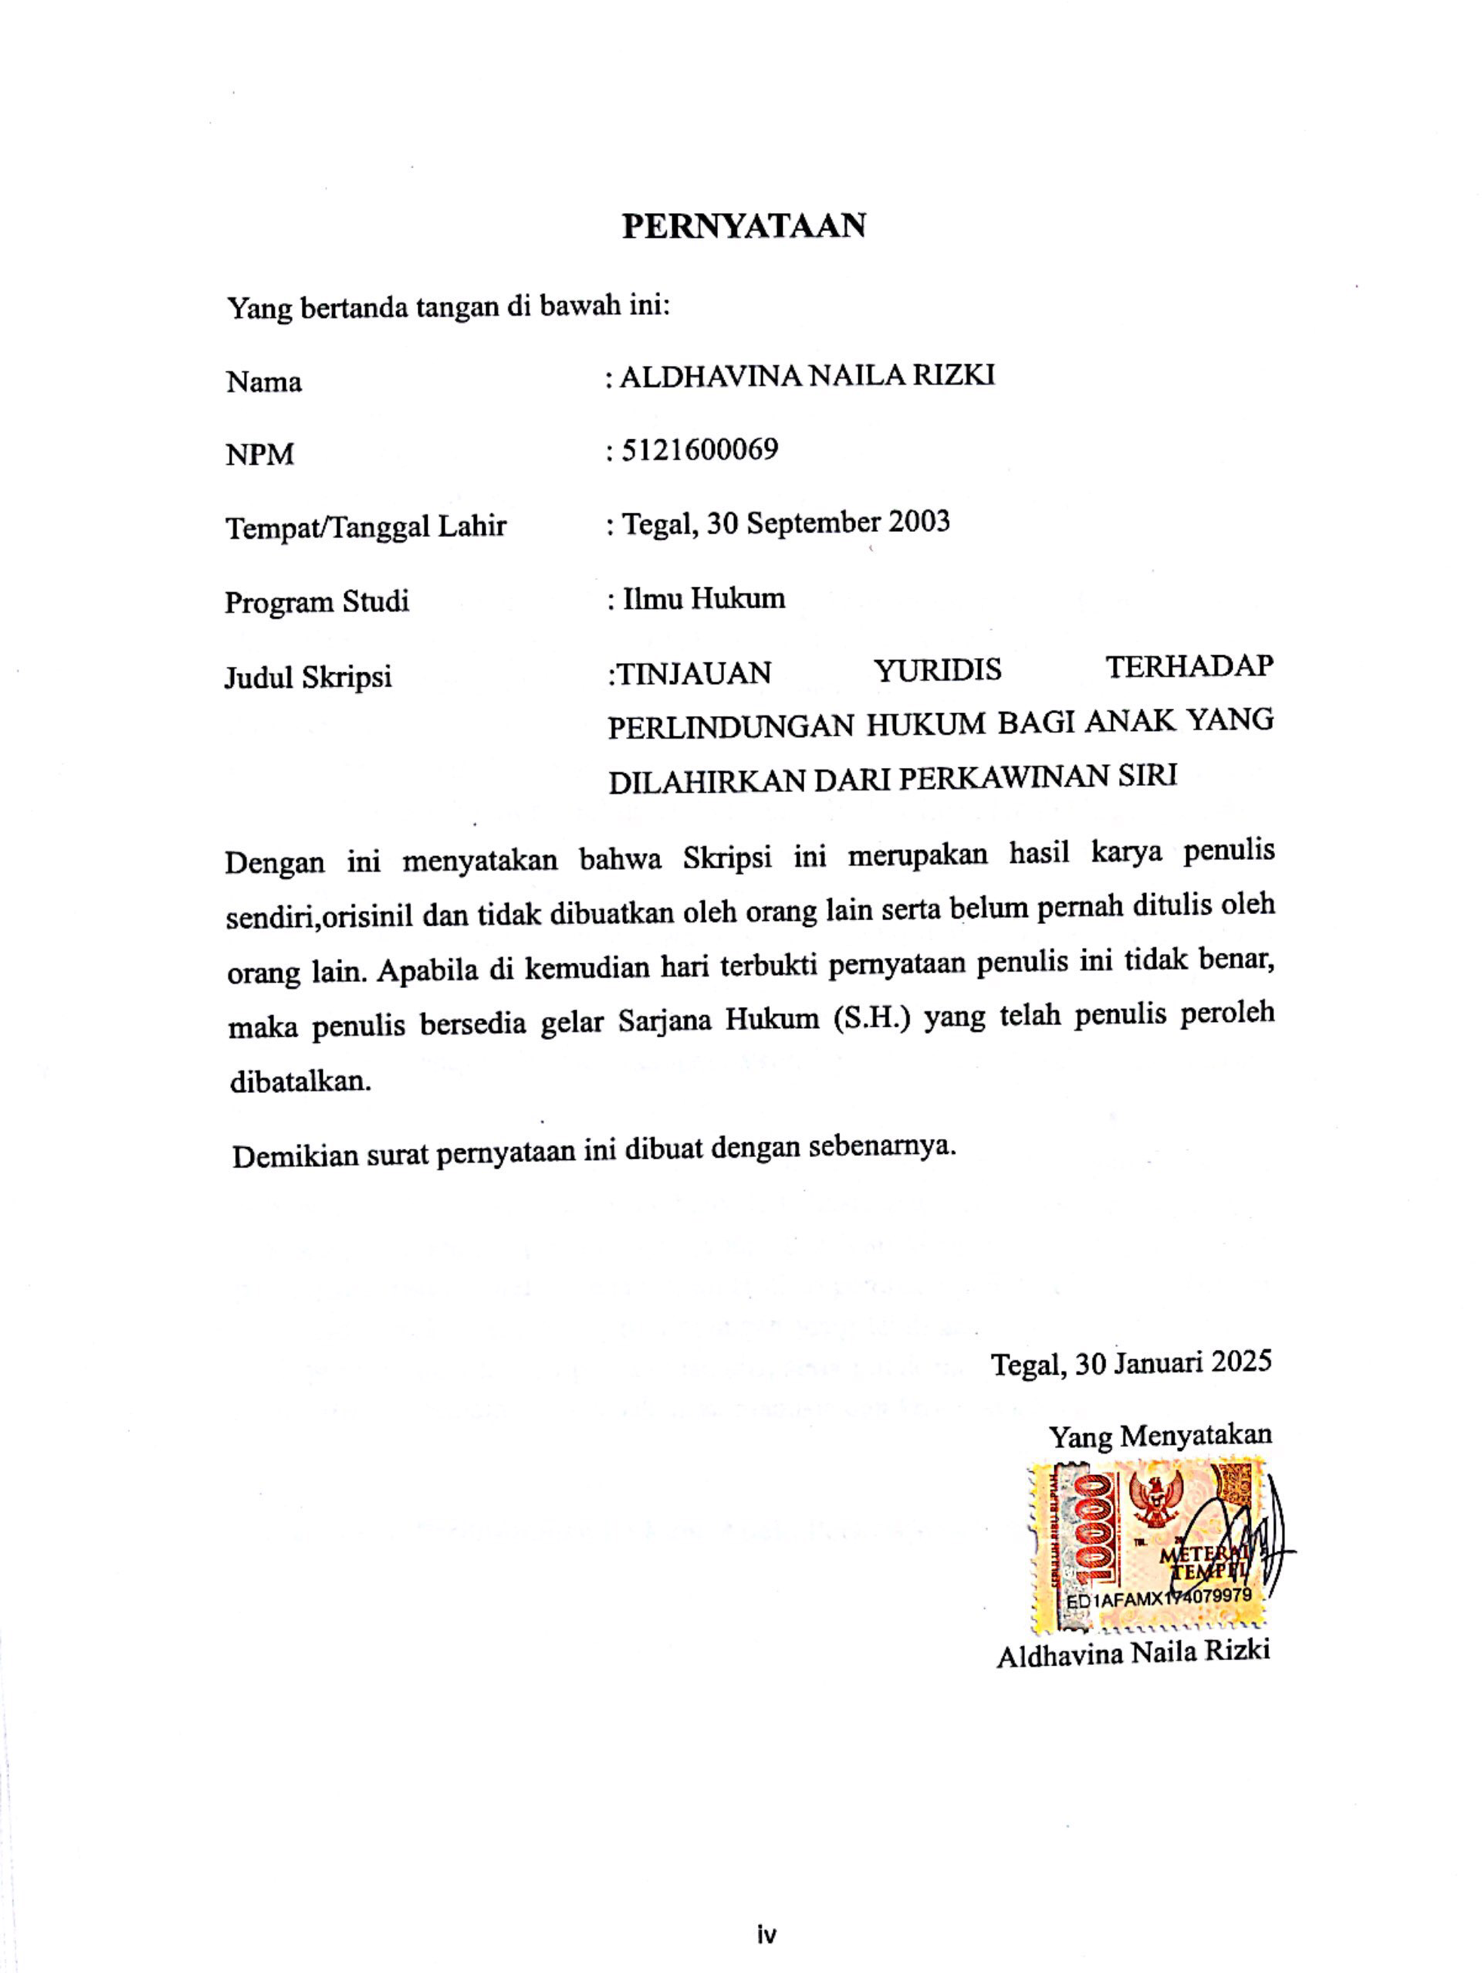 PERNYATAAN
Yang bertanda tangan di bawah ini:
Nama : ALDHAVINA NAILA RIZKI
NPM : 5121600069
Tempat/Tanggal Lahir : Tegal, 30 September 2003
Program Studi : Ilmu Hukum
Judul Skripsi :TINJAUAN YURIDIS TERHADAP
PERLINDUNGAN HUKUM BAGI ANAK YANG
DILAHIRKAN DARI PERKAWINAN SIRI
Dengan ini menyatakan bahwa Skripsi ini merupakan hasil karya penulis
sendiri,orisinil dan tidak dibuatkan oleh orang lain serta belum pernah ditulis oleh
orang lain. Apabila di kemudian hari terbukti pernyataan penulis ini tidak benar,
maka penulis bersedia gelar Sarjana Hukum (S.H.) yang telah penulis peroleh
dibatalkan.
Demikian surat pernyataan ini dibuat dengan sebenarnya.
Tegal, 30 Januari 2025
Yang Menyatakan
SEPULUH RIBU RUPIAH
10000
TGL. 20
METERAI
TEMPEL
ED1AFAMX174079979
Aldhavina Naila Rizki
iv